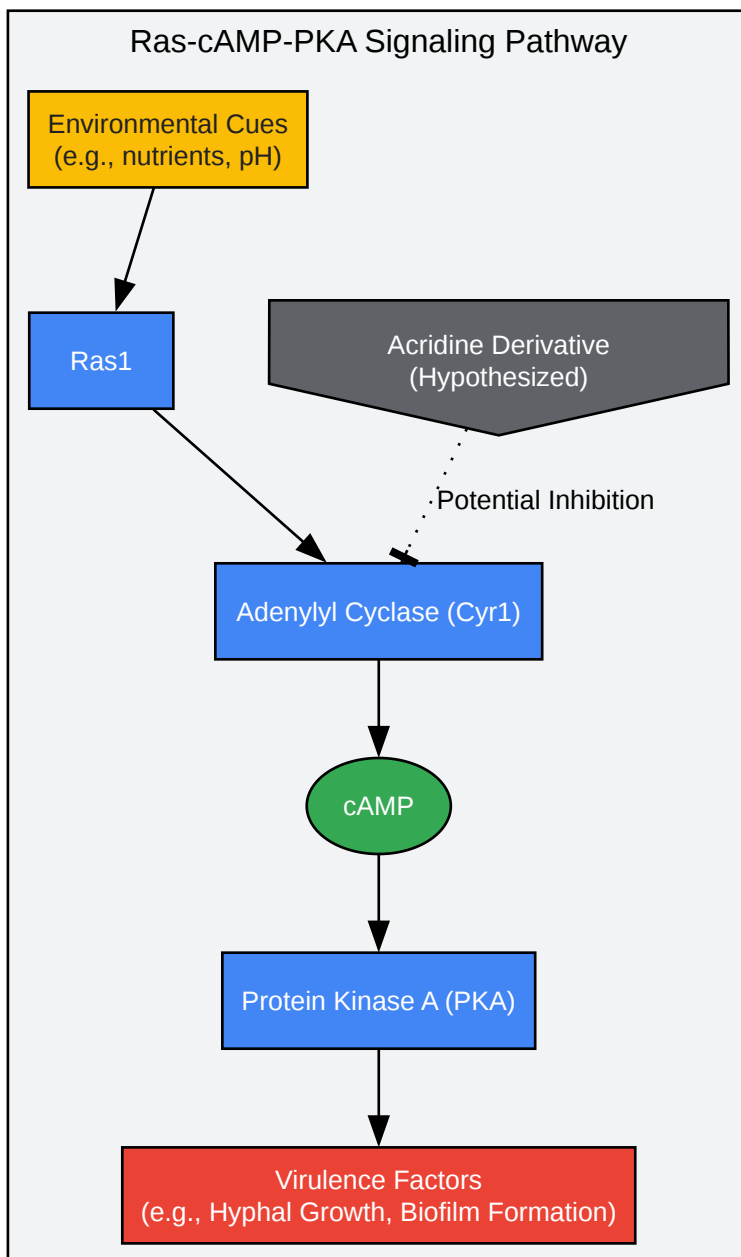 Ras-cAMP-PKA Signaling Pathway
Environmental Cues
(e.g., nutrients, pH)
Ras1
Acridine Derivative
(Hypothesized)
Potential Inhibition
Adenylyl Cyclase (Cyr1)
cAMP
Protein Kinase A (PKA)
Virulence Factors
(e.g., Hyphal Growth, Biofilm Formation)